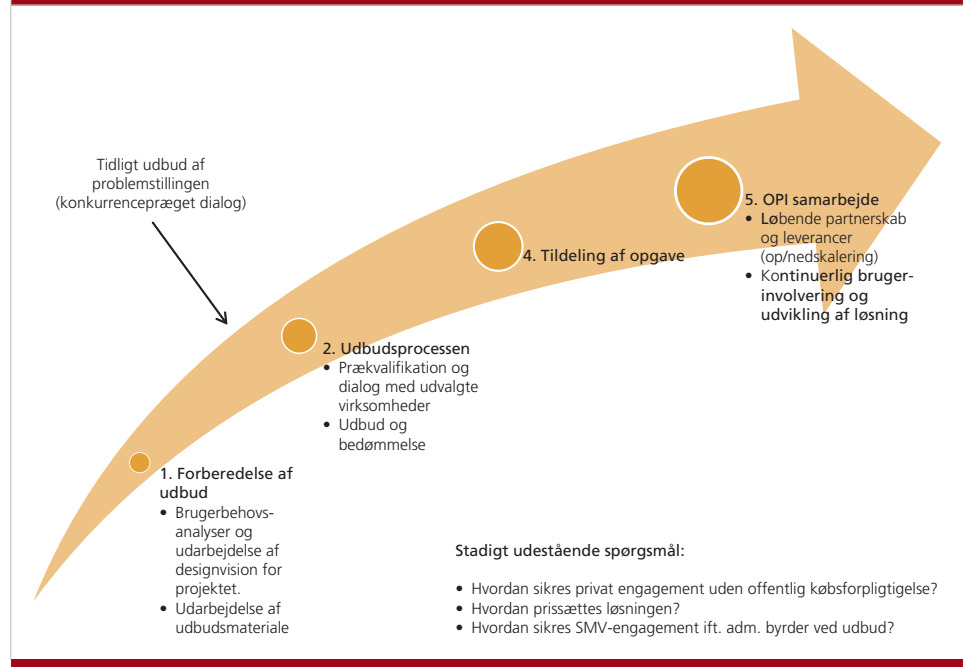 Tidligt udbud af
problemstillingen
(konkurrencepræget dialog)
1. Forberedelse af
udbud
• Brugerbehovs-
analyser og
udarbejdelse af
designvision for
projektet.
• Udarbejdelse af
udbudsmateriale
2. Udbudsprocessen
• Prækvalifikation og
dialog med udvalgte
virksomheder
• Udbud og
bedømmelse
4. Tildeling af opgave
5. OPI samarbejde
• Løbende partnerskab
og leverancer
(op/nedskalering)
• Kontinuerlig bruger-
involvering og
udvikling af løsning
Stadigt udestående spørgsmål:
• Hvordan sikres privat engagement uden offentlig købsforpligtigelse?
• Hvordan prissættes løsningen?
• Hvordan sikres SMV-engagement ift. adm. byrder ved udbud?